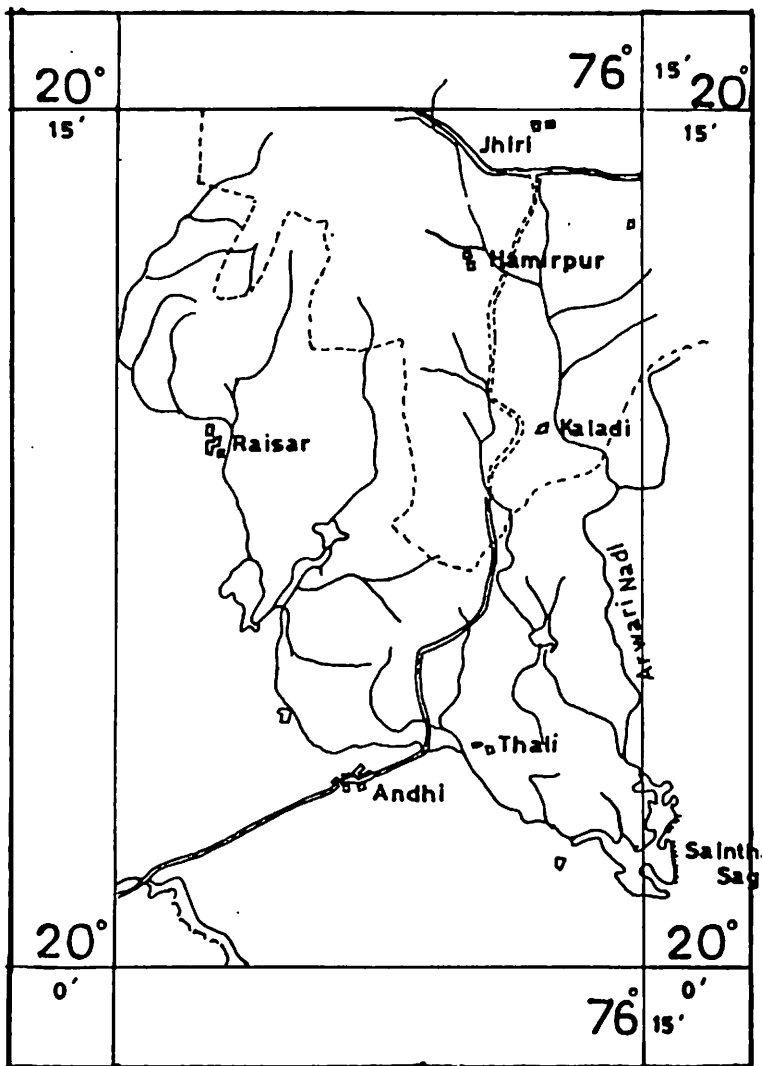 20° 76° 15' 20°
15' 15'
Jhiri
Hamirpur
Kaladi
Raisar
Arwari Nadi
Thali
Andhi
Sainth
Sag
20° 20°
0' 0'
76° 15'